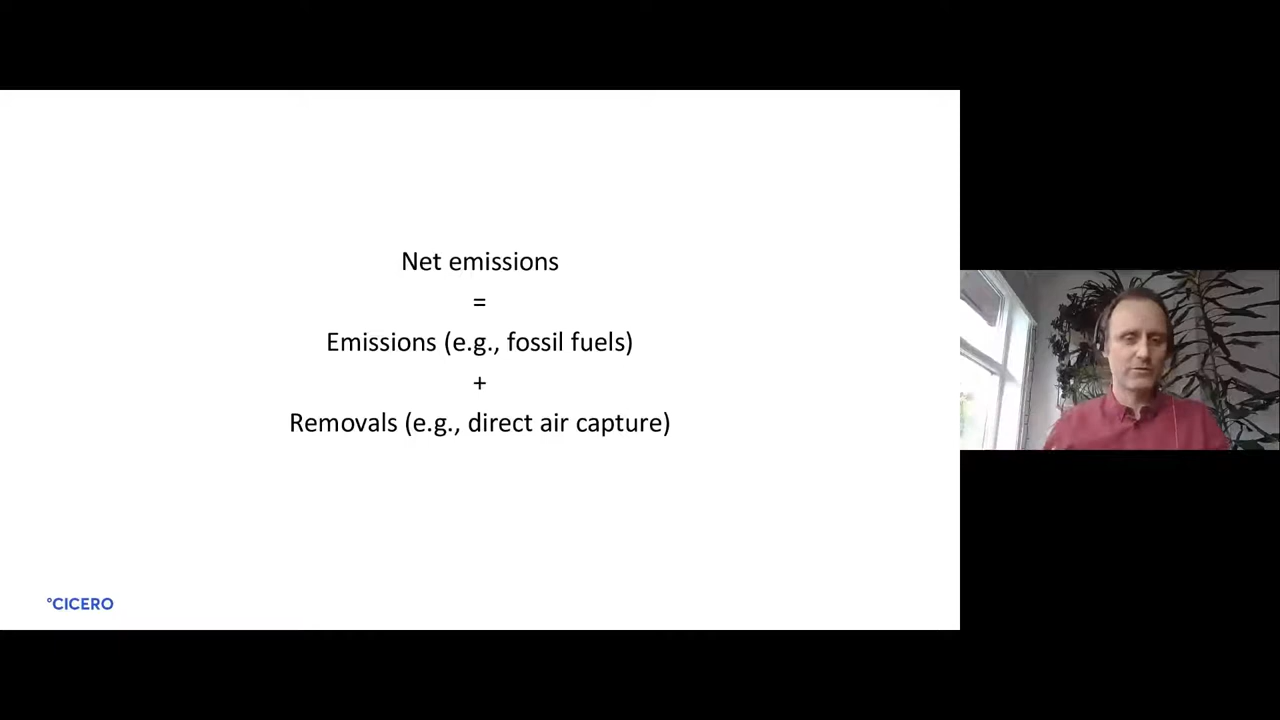 Net emissions
=
Emissions (e.g., fossil fuels)
+
Removals (e.g., direct air capture)
°CICERO